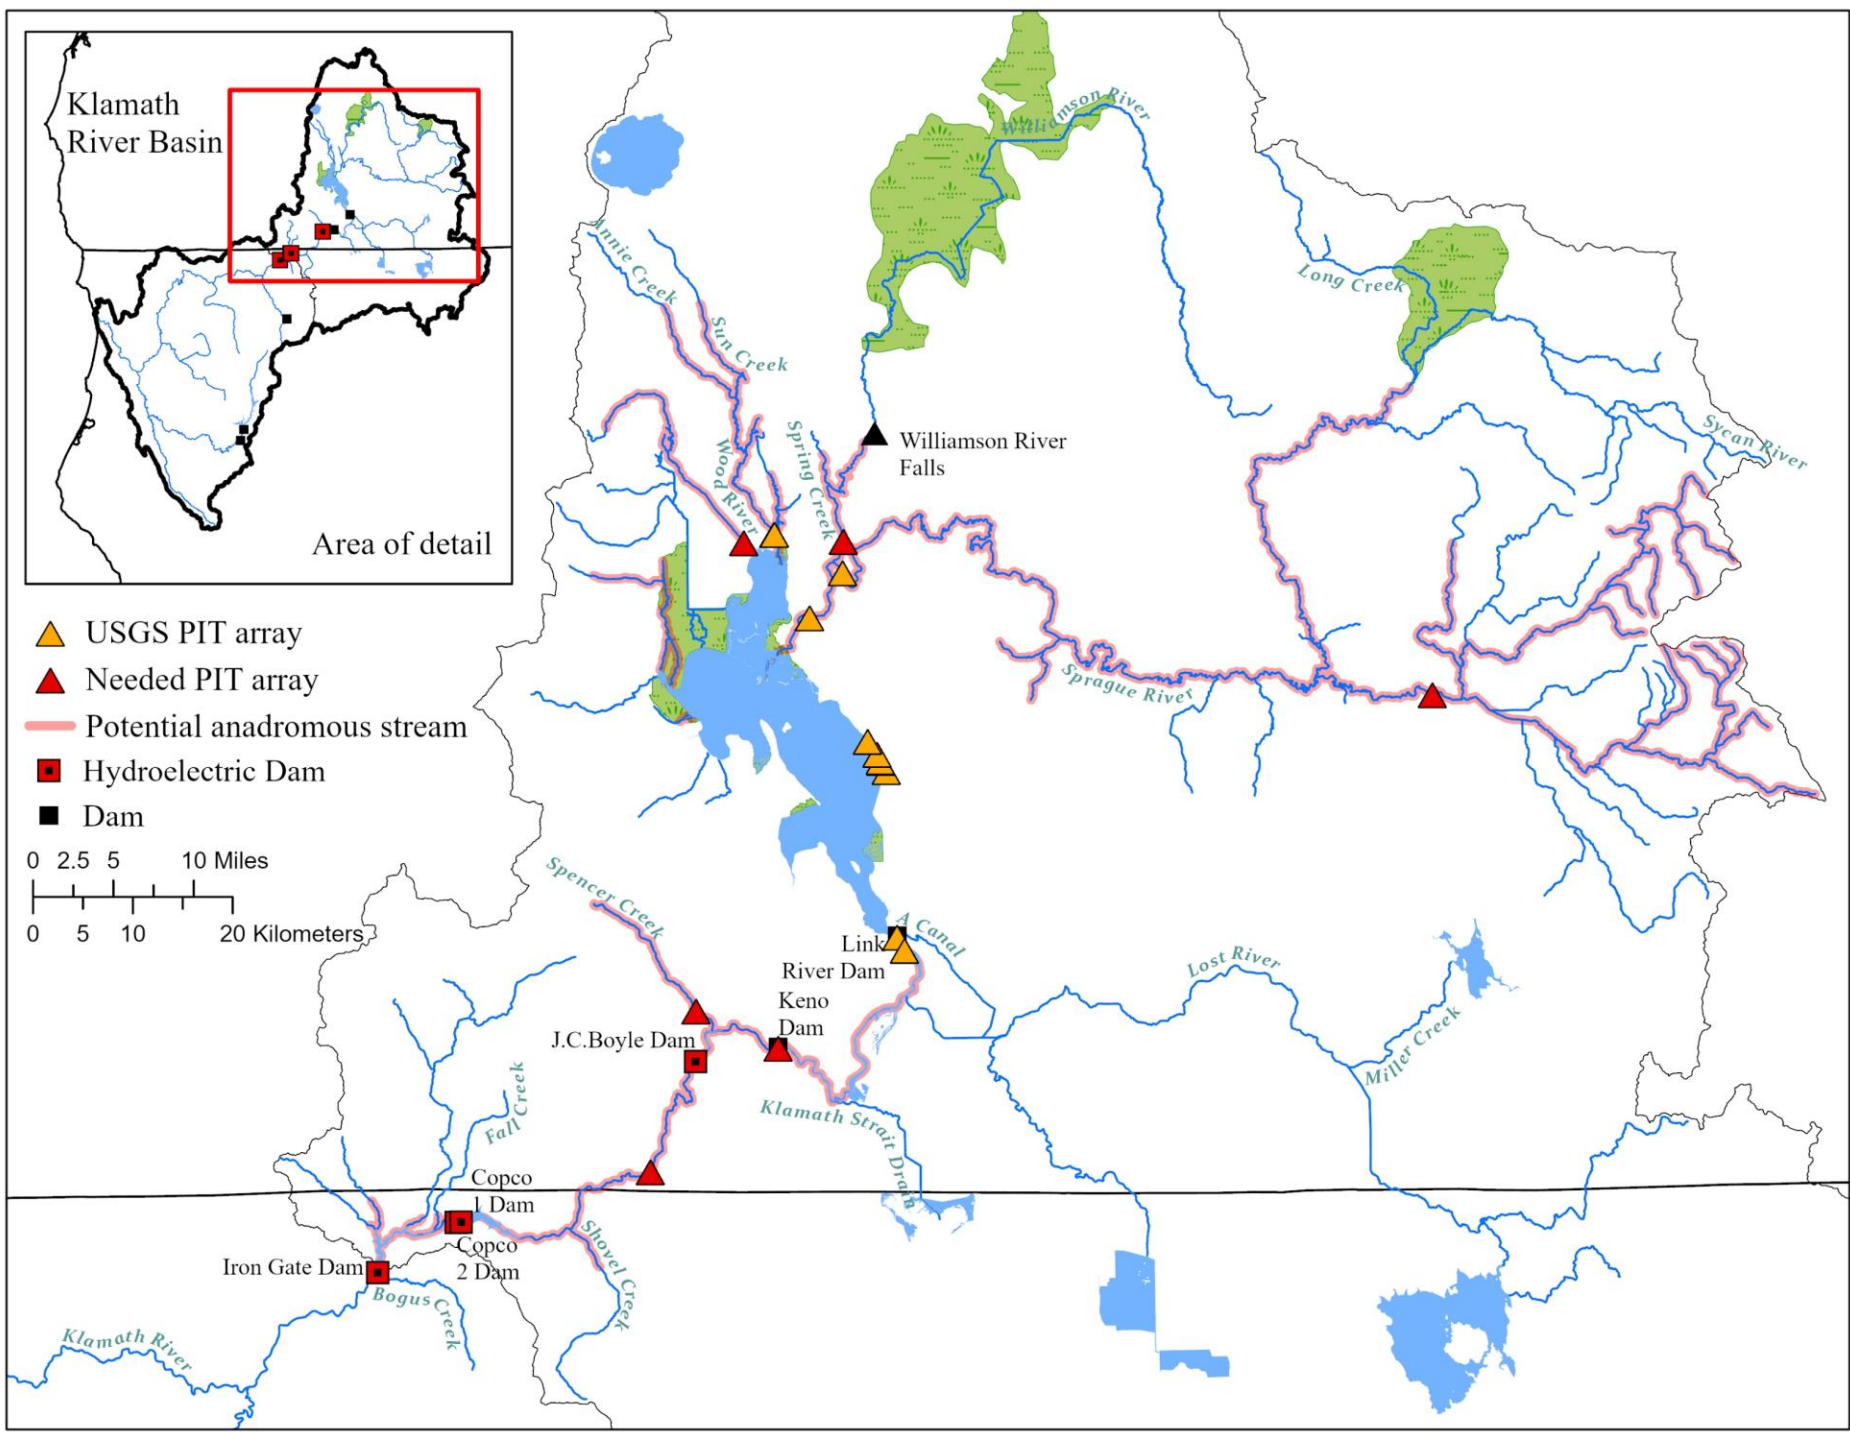 Klamath
River Basin
Area of detail
USGS PIT array
Needed PIT array
Potential anadromous stream
Hydroelectric Dam
Dam
0 2.5 5 10 Miles
0 5 10 20 Kilometers
Williamson River
Annie Creek
Sun Creek
Wood River
Spring Creek
Williamson River
Falls
Long Creek
Sycan River
Sprague River
Spencer Creek
A Canal
Link
River Dam
Keno
Dam
J.C.Boyle Dam
Lost River
Miller Creek
Klamath Strait Drain
Fall Creek
Copco
1 Dam
Copco
2 Dam
Shovel Creek
Iron Gate Dam
Bogus Creek
Klamath River